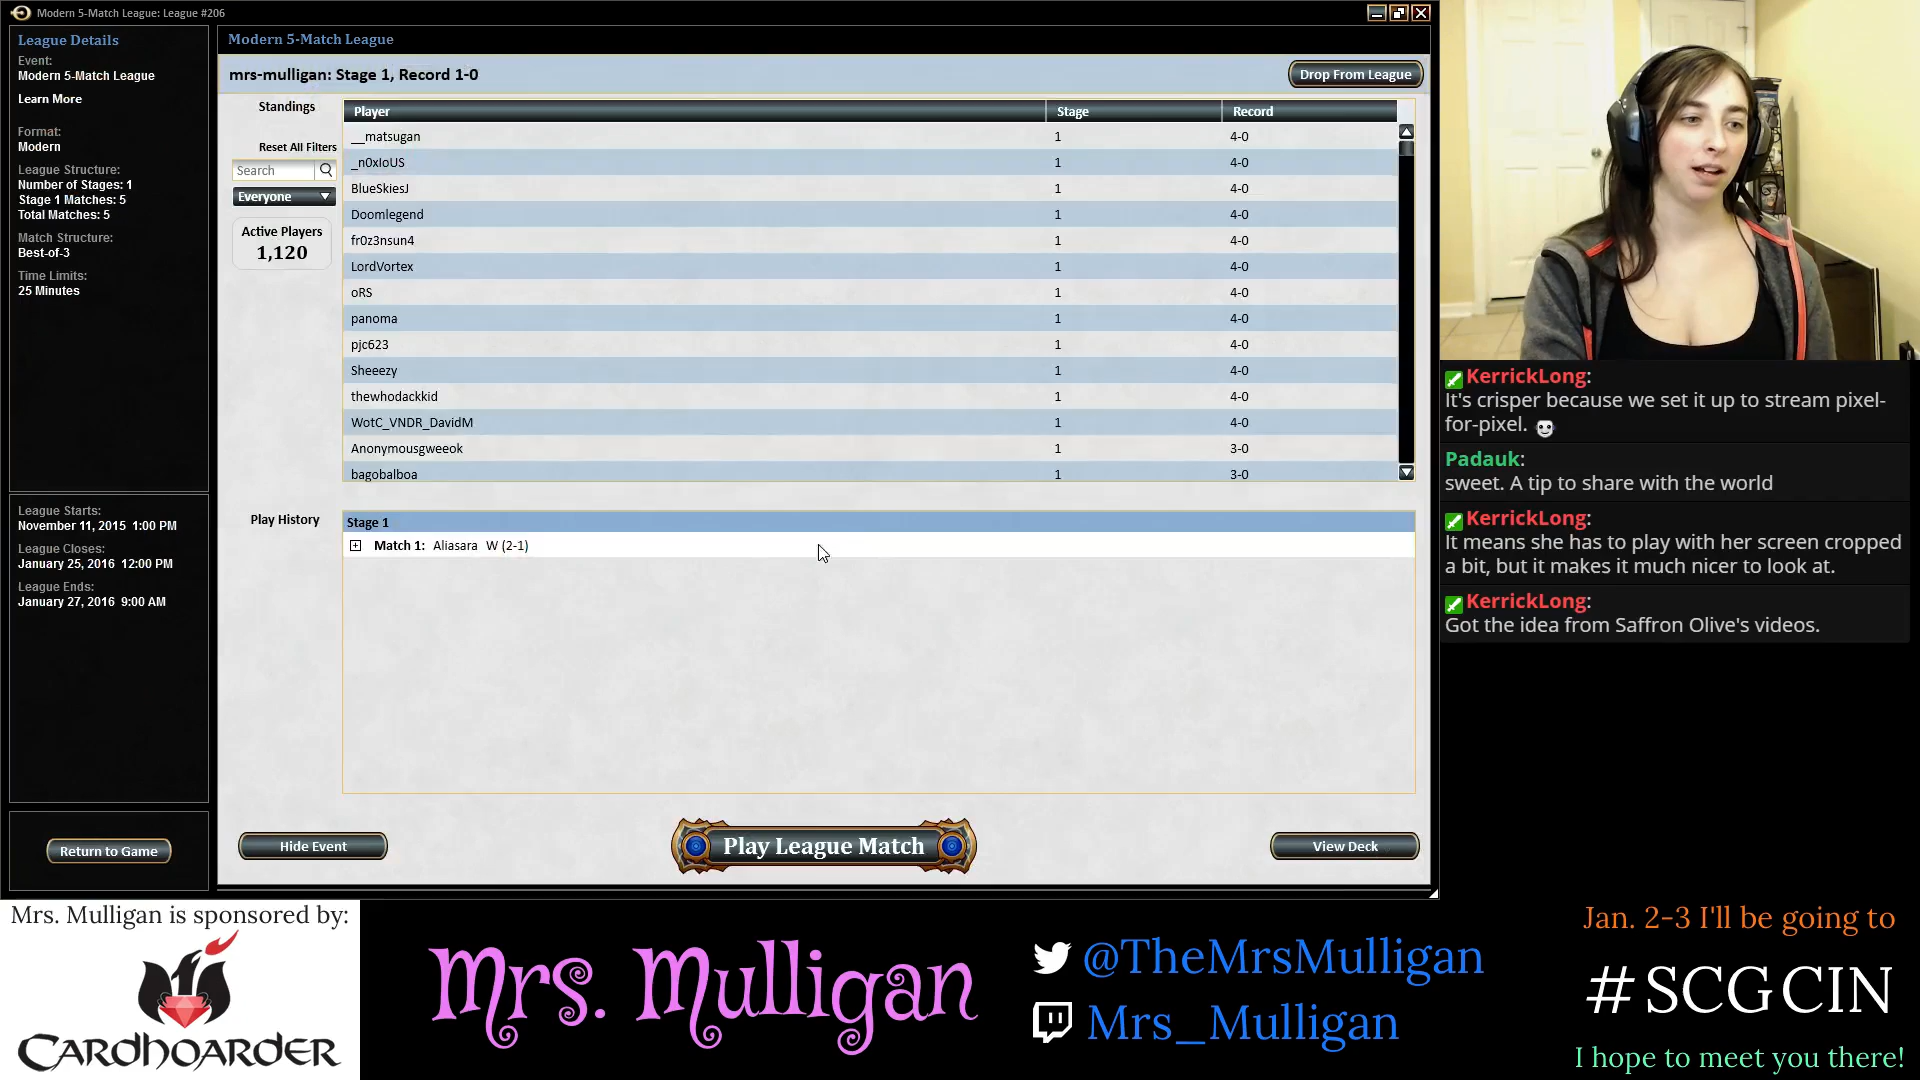 Modern 5-Match League: League #206
League Details
Event:
Modern 5-Match League
Learn More
Format:
Modern
League Structure:
Number of Stages: 1
Stage 1 Matches: 5
Total Matches: 5
Match Structure:
Best-of-3
Time Limits:
25 Minutes
League Starts:
November 11, 2015 1:00 PM
League Closes:
January 25, 2016 12:00 PM
League Ends:
January 27, 2016 9:00 AM
Return to Game
Modern 5-Match League
mrs-mulligan: Stage 1, Record 1-0
Drop From League
Standings
Reset All Filters
Search
Everyone
Active Players
1,120
Player Stage Record
__matsugan 1 4-0
_n0xIoUS 1 4-0
BlueSkiesJ 1 4-0
Doomlegend 1 4-0
fr0z3nsun4 1 4-0
LordVortex 1 4-0
oRS 1 4-0
panoma 1 4-0
pjc623 1 4-0
Sheeezy 1 4-0
thewhodackkid 1 4-0
WotC_VNDR_DavidM 1 4-0
Anonymousgweeok 1 3-0
bagobalboa 1 3-0
Play History
Stage 1
Match 1: Aliasara W (2-1)
Hide Event
Play League Match
View Deck
KerrickLong:
It's crisper because we set it up to stream pixel-
for-pixel.
Padauk:
sweet. A tip to share with the world
KerrickLong:
It means she has to play with her screen cropped
a bit, but it makes it much nicer to look at.
KerrickLong:
Got the idea from Saffron Olive's videos.
Mrs. Mulligan is sponsored by:
CARDHOARDER
Mrs. Mulligan
@TheMrsMulligan
Mrs_Mulligan
Jan. 2-3 I'll be going to
#SCGCIN
I hope to meet you there!